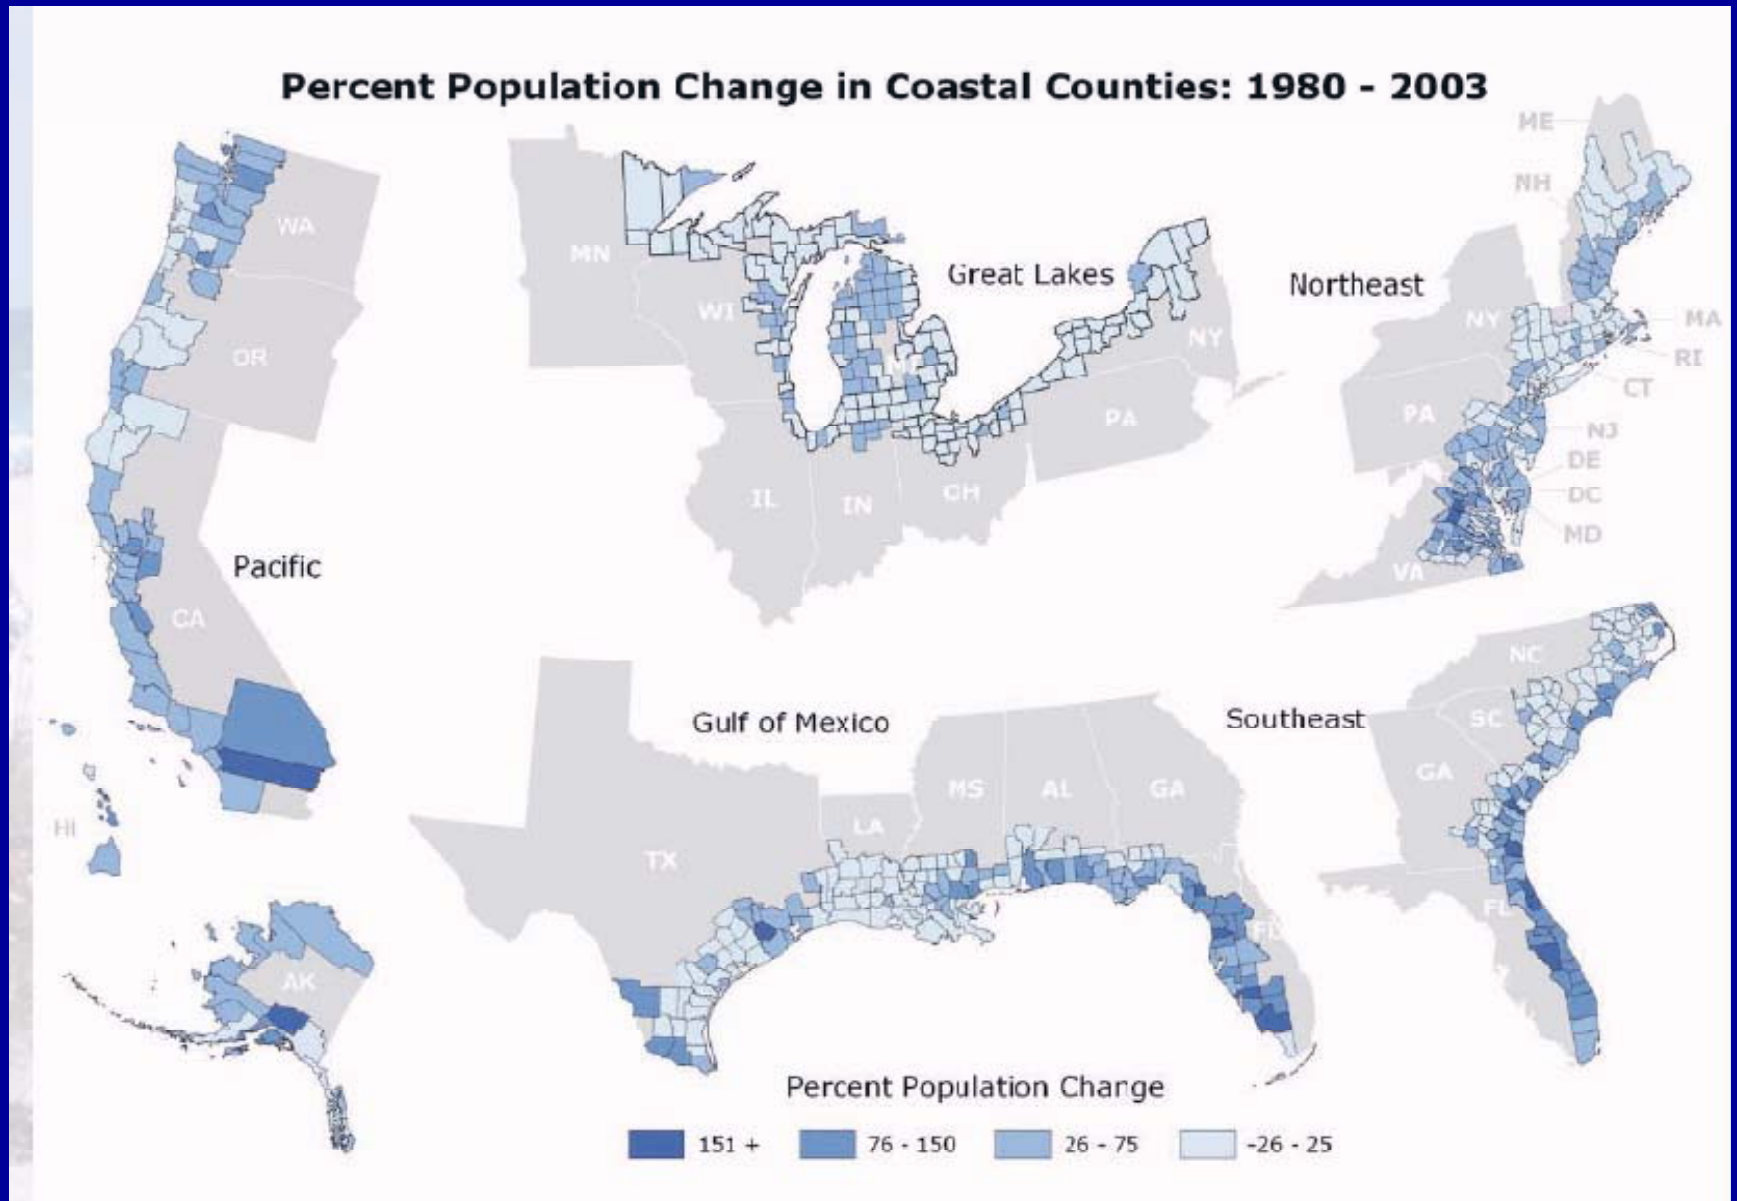 Percent Population Change in Coastal Counties: 1980 - 2003
ME
NH
WA
MN
Great Lakes
Northeast
WI
NY
NY
MA
OR
MI
RI
CT
PA
PA
NJ
DE
IL
IN
OH
DC
MD
Pacific
VA
CA
NC
Gulf of Mexico
Southeast
SC
GA
MS
AL
GA
HI
LA
TX
FL
FL
AK
Percent Population Change
151 +
76 - 150
26 - 75
-26 - 25